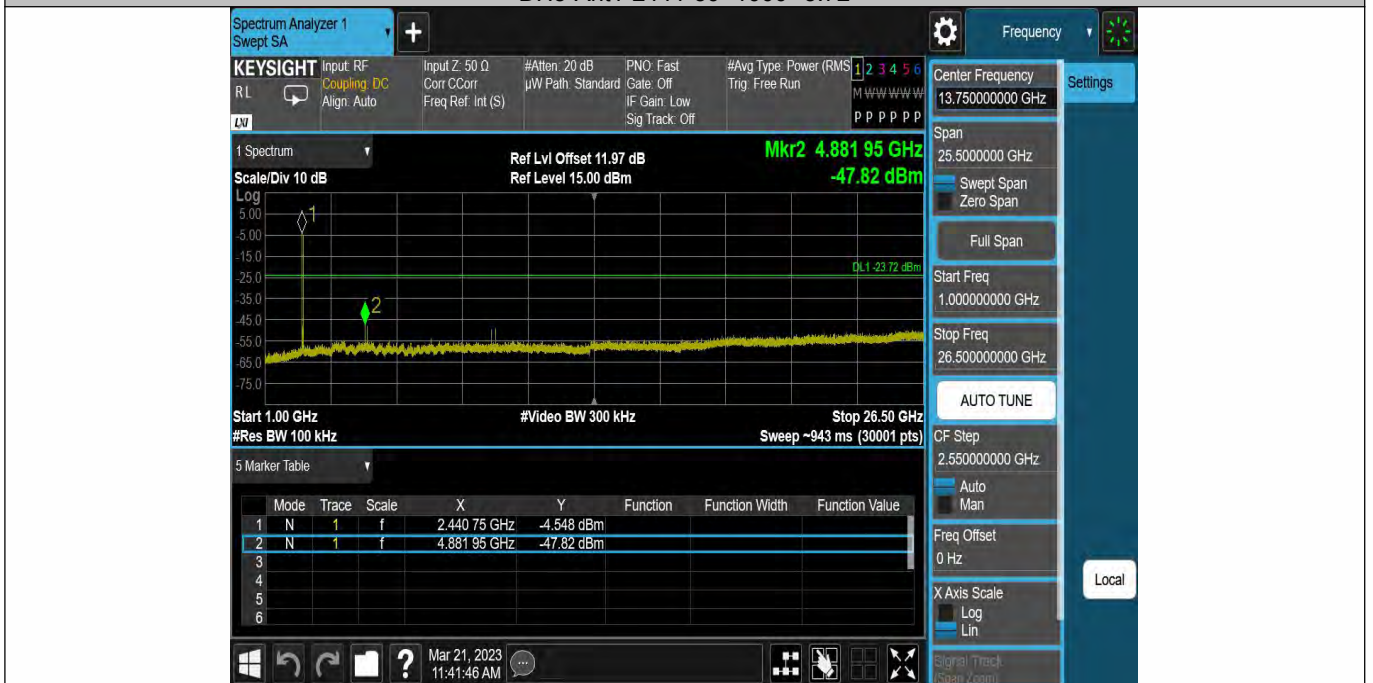 Spectrum Analyzer 1
Swept SA
+
Frequency
KEYSIGHT
RL
LXI
Input: RF
Coupling: DC
Align: Auto
Input Z: 50 Ω
Corr CCorr
Freq Ref: Int (S)
#Atten: 20 dB
µW Path: Standard
PNO: Fast
Gate: Off
IF Gain: Low
Sig Track: Off
#Avg Type: Power (RMS
Trig: Free Run
1 2 3 4 5 6
M W W W W W
P P P P P P
1 Spectrum
Scale/Div 10 dB
Ref Lvl Offset 11.97 dB
Ref Level 15.00 dBm
Mkr2 4.881 95 GHz
-47.82 dBm
Log
5.00
-5.00
-15.0
-25.0
-35.0
-45.0
-55.0
-65.0
-75.0
1
2
DL1 -23.72 dBm
Start 1.00 GHz
#Video BW 300 kHz
Stop 26.50 GHz
#Res BW 100 kHz
Sweep ~943 ms (30001 pts)
5 Marker Table
Mode Trace Scale X Y Function Function Width Function Value
1 N 1 f 2.440 75 GHz -4.548 dBm
2 N 1 f 4.881 95 GHz -47.82 dBm
3
4
5
6
?
Mar 21, 2023
11:41:46 AM
Center Frequency
13.750000000 GHz
Settings
Span
25.5000000 GHz
Swept Span
Zero Span
Full Span
Start Freq
1.000000000 GHz
Stop Freq
26.500000000 GHz
AUTO TUNE
CF Step
2.550000000 GHz
Auto
Man
Freq Offset
0 Hz
X Axis Scale
Log
Lin
Signal Track
(Span Zoom)
Local